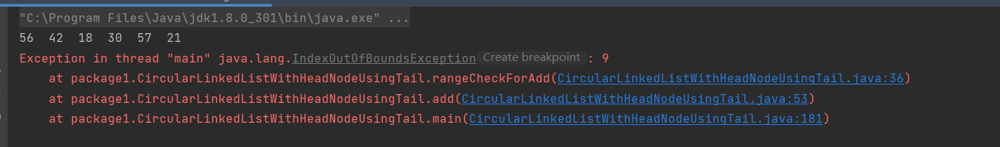 "C:\Program Files\Java\jdk1.8.0_301\bin\java.exe" ...
56  42  18  30  57  21
Exception in thread "main" java.lang.IndexOutOfBoundsException Create breakpoint : 9
    at package1.CircularLinkedListWithHeadNodeUsingTail.rangeCheckForAdd(CircularLinkedListWithHeadNodeUsingTail.java:36)
    at package1.CircularLinkedListWithHeadNodeUsingTail.add(CircularLinkedListWithHeadNodeUsingTail.java:53)
    at package1.CircularLinkedListWithHeadNodeUsingTail.main(CircularLinkedListWithHeadNodeUsingTail.java:181)